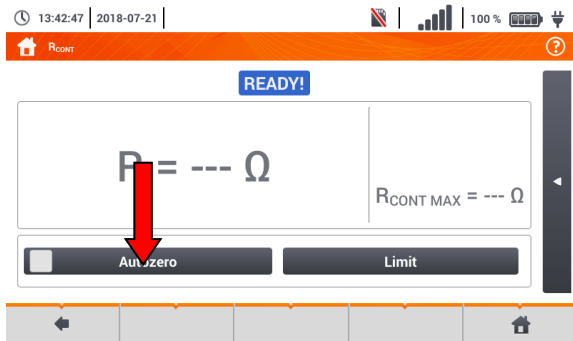 13:42:47 2018-07-21 100 %
RCONT ?
READY!
R = --- Ω
RCONT MAX = --- Ω
Autozero Limit